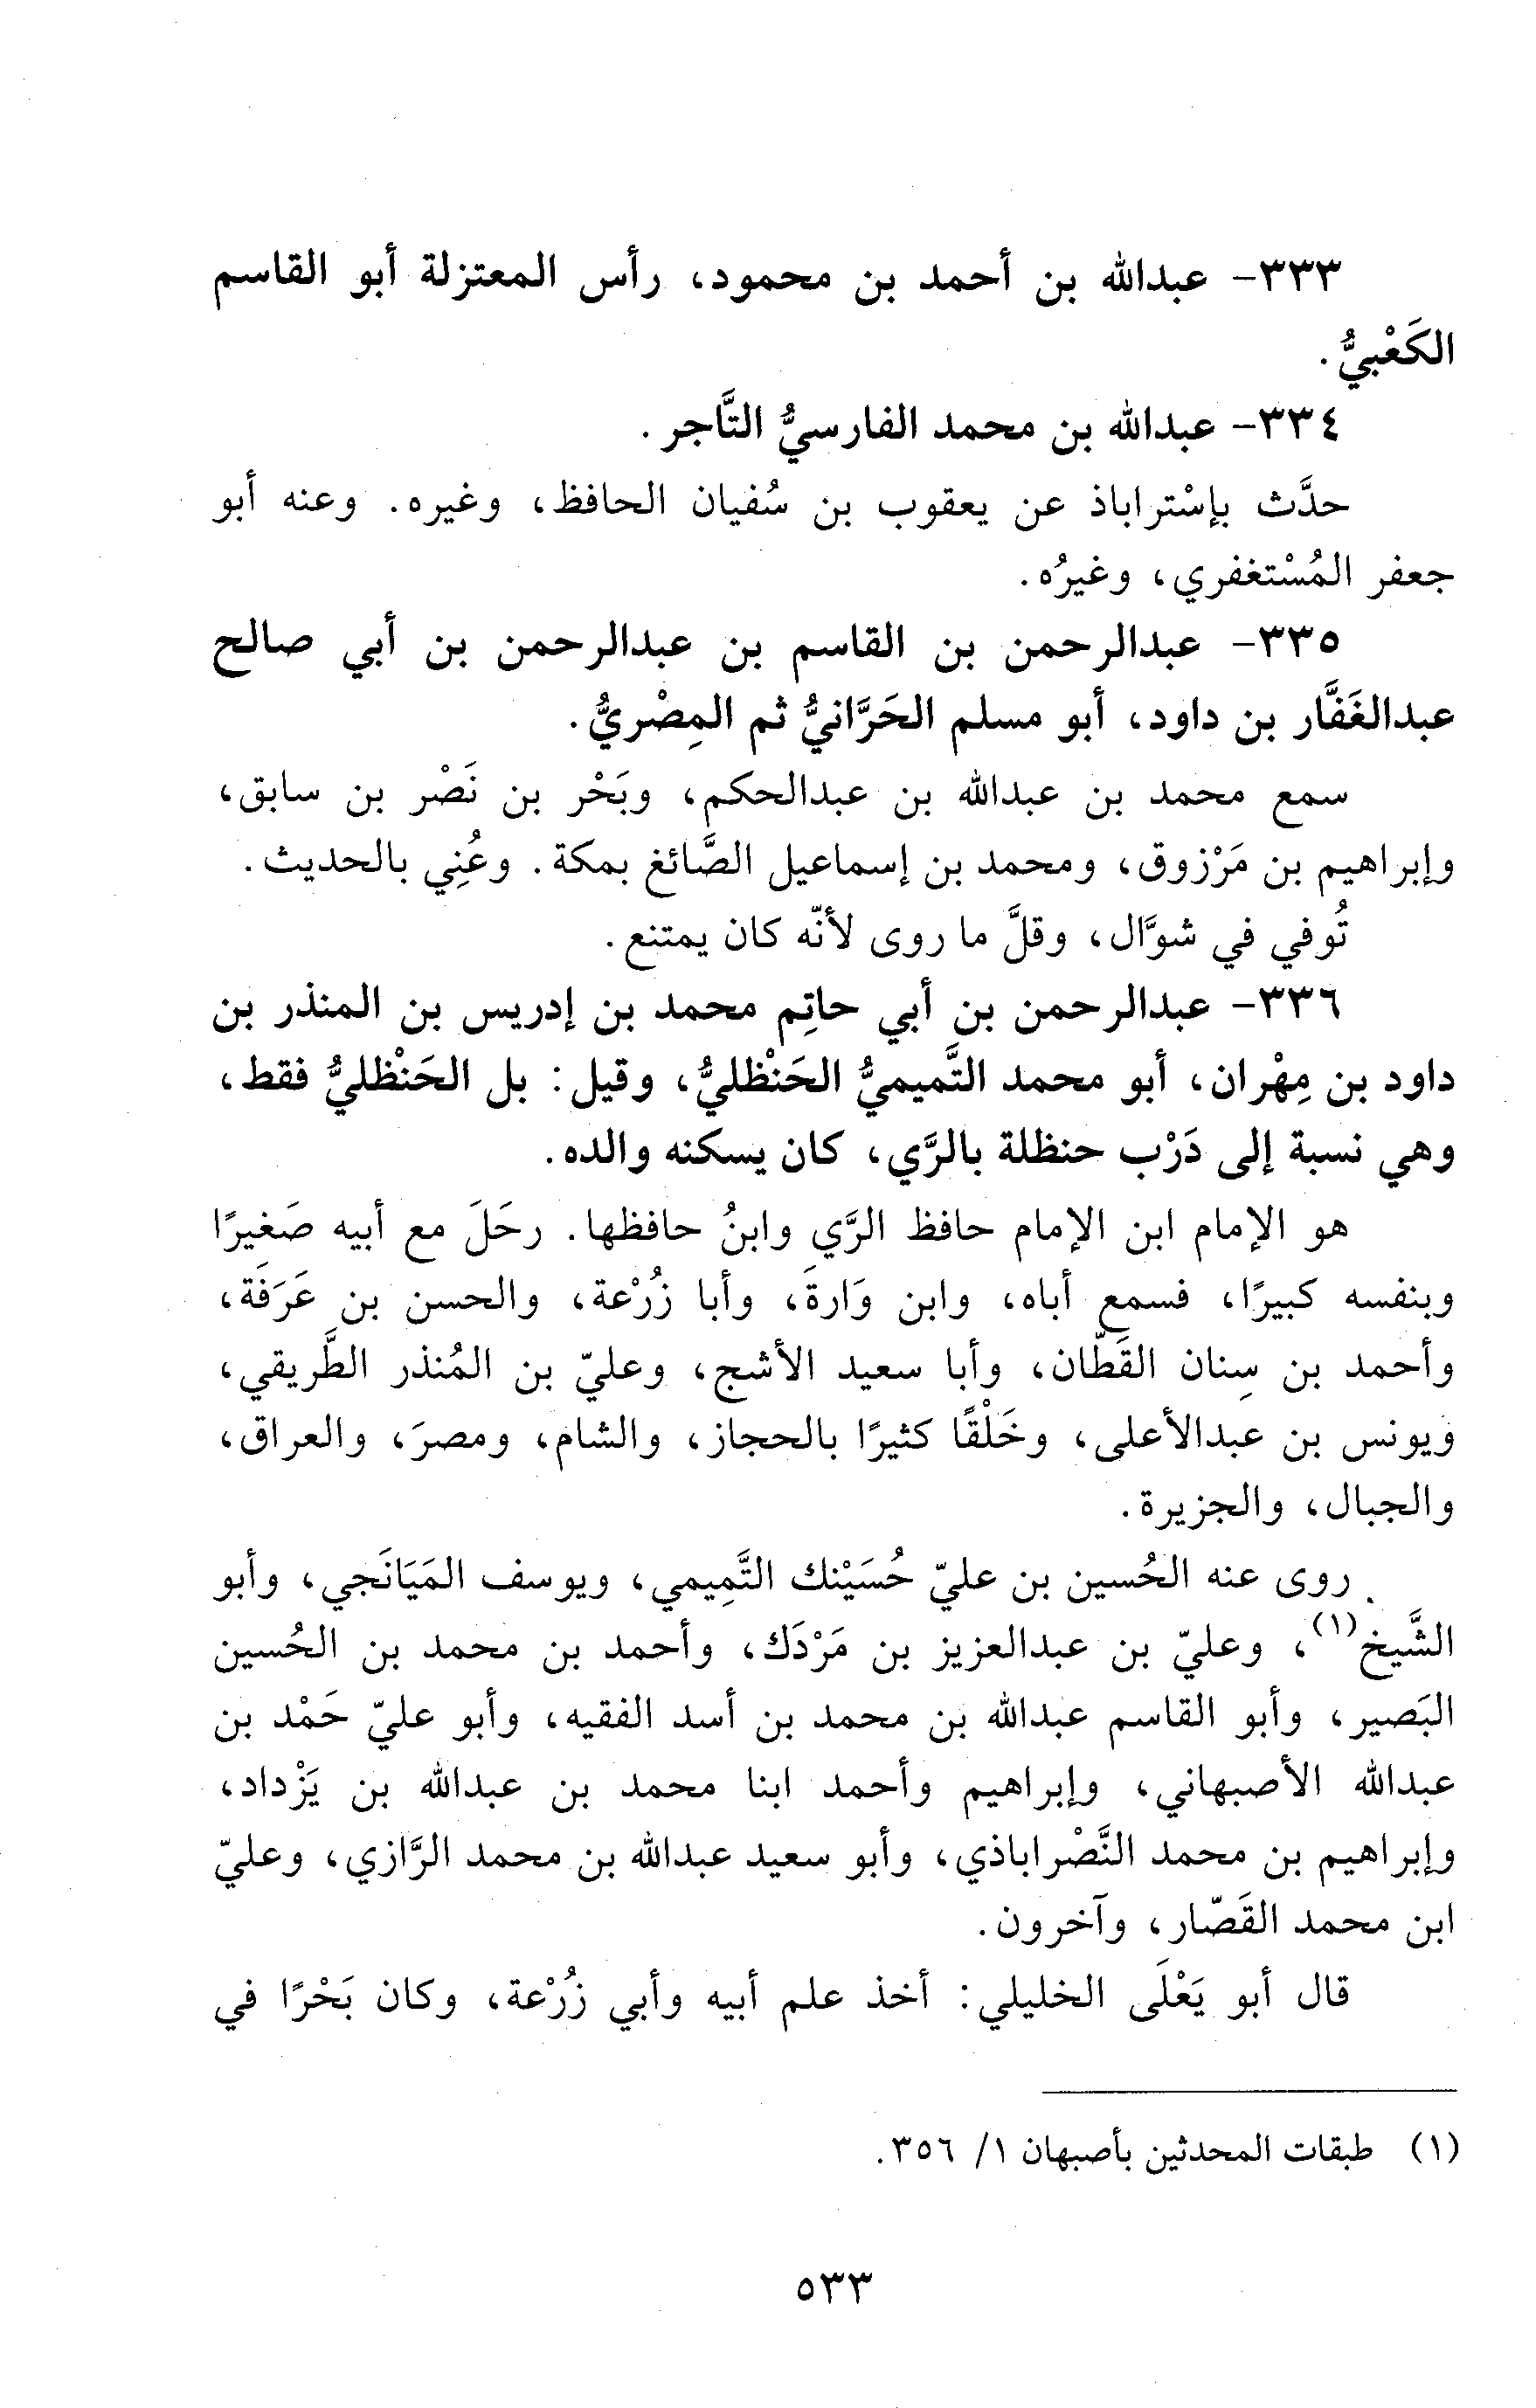 ٣٣٣- عبدالله بن أحمد بن محمود، رأس المعتزلة أبو القاسم
الكَعْبيُّ.
٣٣٤- عبدالله بن محمد الفارسيُّ التَّاجر.
حدَّث بإسْتراباذ عن يعقوب بن سُفيان الحافظ، وغيره. وعنه أبو
جعفر المُسْتغفري، وغيرُه.
٣٣٥- عبدالرحمن بن القاسم بن عبدالرحمن بن أبي صالح
عبدالغَفَّار بن داود، أبو مسلم الحَرَّانيُّ ثم المِصْريُّ.
سمع محمد بن عبدالله بن عبدالحكم، وبَحْر بن نَصْر بن سابق،
وإبراهيم بن مَرْزوق، ومحمد بن إسماعيل الصَّائغ بمكة. وعُنِي بالحديث.
تُوفي في شوَّال، وقلَّ ما روى لأنّه كان يمتنع.
٣٣٦- عبدالرحمن بن أبي حاتِم محمد بن إدريس بن المنذر بن
داود بن مِهْران، أبو محمد التَّميميُّ الحَنْظليُّ، وقيل: بل الحَنْظليُّ فقط،
وهي نسبة إلى دَرْب حنظلة بالرَّي، كان يسكنه والده.
هو الإمام ابن الإمام حافظ الرَّي وابنُ حافظها. رحَلَ مع أبيه صَغيرًا
وبنفسه كبيرًا، فسمع أباه، وابن وَارةَ، وأبا زُرْعة، والحسن بن عَرَفَة،
وأحمد بن سِنان القَطّان، وأبا سعيد الأشج، وعليّ بن المُنذر الطَّريقي،
ويونس بن عبدالأعلى، وخَلْقًا كثيرًا بالحجاز، والشام، ومصرَ، والعراق،
والجبال، والجزيرة.
روى عنه الحُسين بن عليّ حُسَيْنك التَّمِيمي، ويوسف المَيَانَجي، وأبو
الشَّيخ(١)، وعليّ بن عبدالعزيز بن مَرْدَك، وأحمد بن محمد بن الحُسين
البَصير، وأبو القاسم عبدالله بن محمد بن أسد الفقيه، وأبو عليّ حَمْد بن
عبدالله الأصبهاني، وإبراهيم وأحمد ابنا محمد بن عبدالله بن يَزْداد،
وإبراهيم بن محمد النَّصْراباذي، وأبو سعيد عبدالله بن محمد الرَّازي، وعليّ
ابن محمد القَصّار، وآخرون.
قال أبو يَعْلَى الخليلي: أخذ علم أبيه وأبي زُرْعة، وكان بَحْرًا في
(١) طبقات المحدثين بأصبهان ١/ ٣٥٦.
٥٣٣